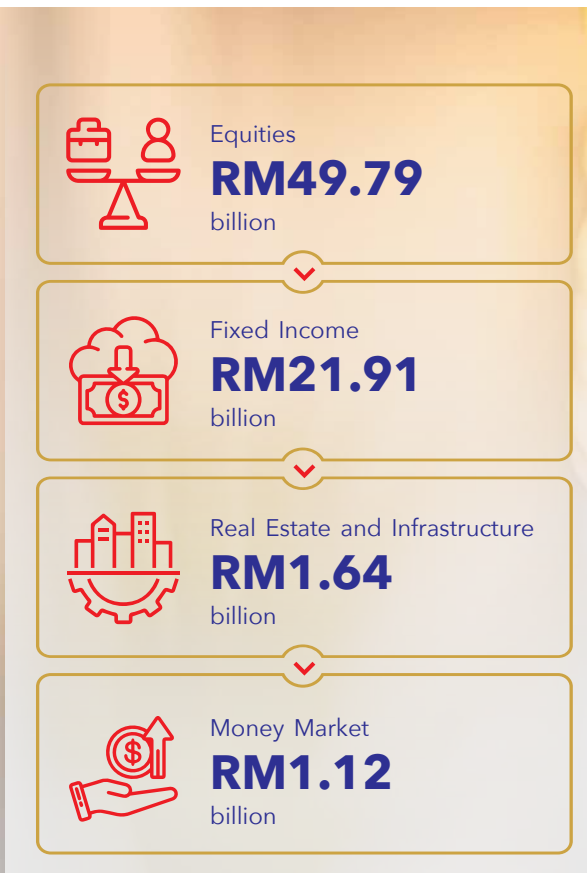 Equities
RM49.79
billion
Fixed Income
RM21.91
billion
Real Estate and Infrastructure
RM1.64
billion
Money Market
RM1.12
billion